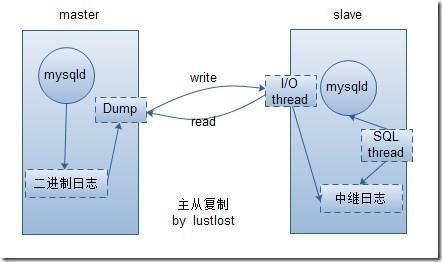 master
slave
mysqld
Dump
二进制日志
write
read
I/O
thread
mysqld
SQL
thread
中继日志
主从复制
by lustlost